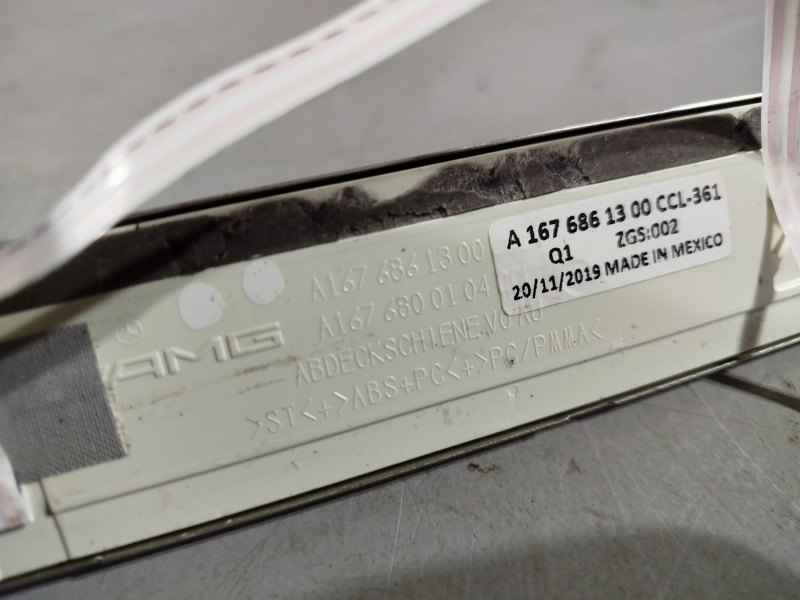 A 167 686 13 00 CCL-361
Q1 ZGS:002
20/11/2019 MADE IN MEXICO
A167 686 13 00
A167 680 01 04
AMG
ABDECKSCHIENE.VO AU
>ST<+>ABS+PC<+>PC/PMMA<